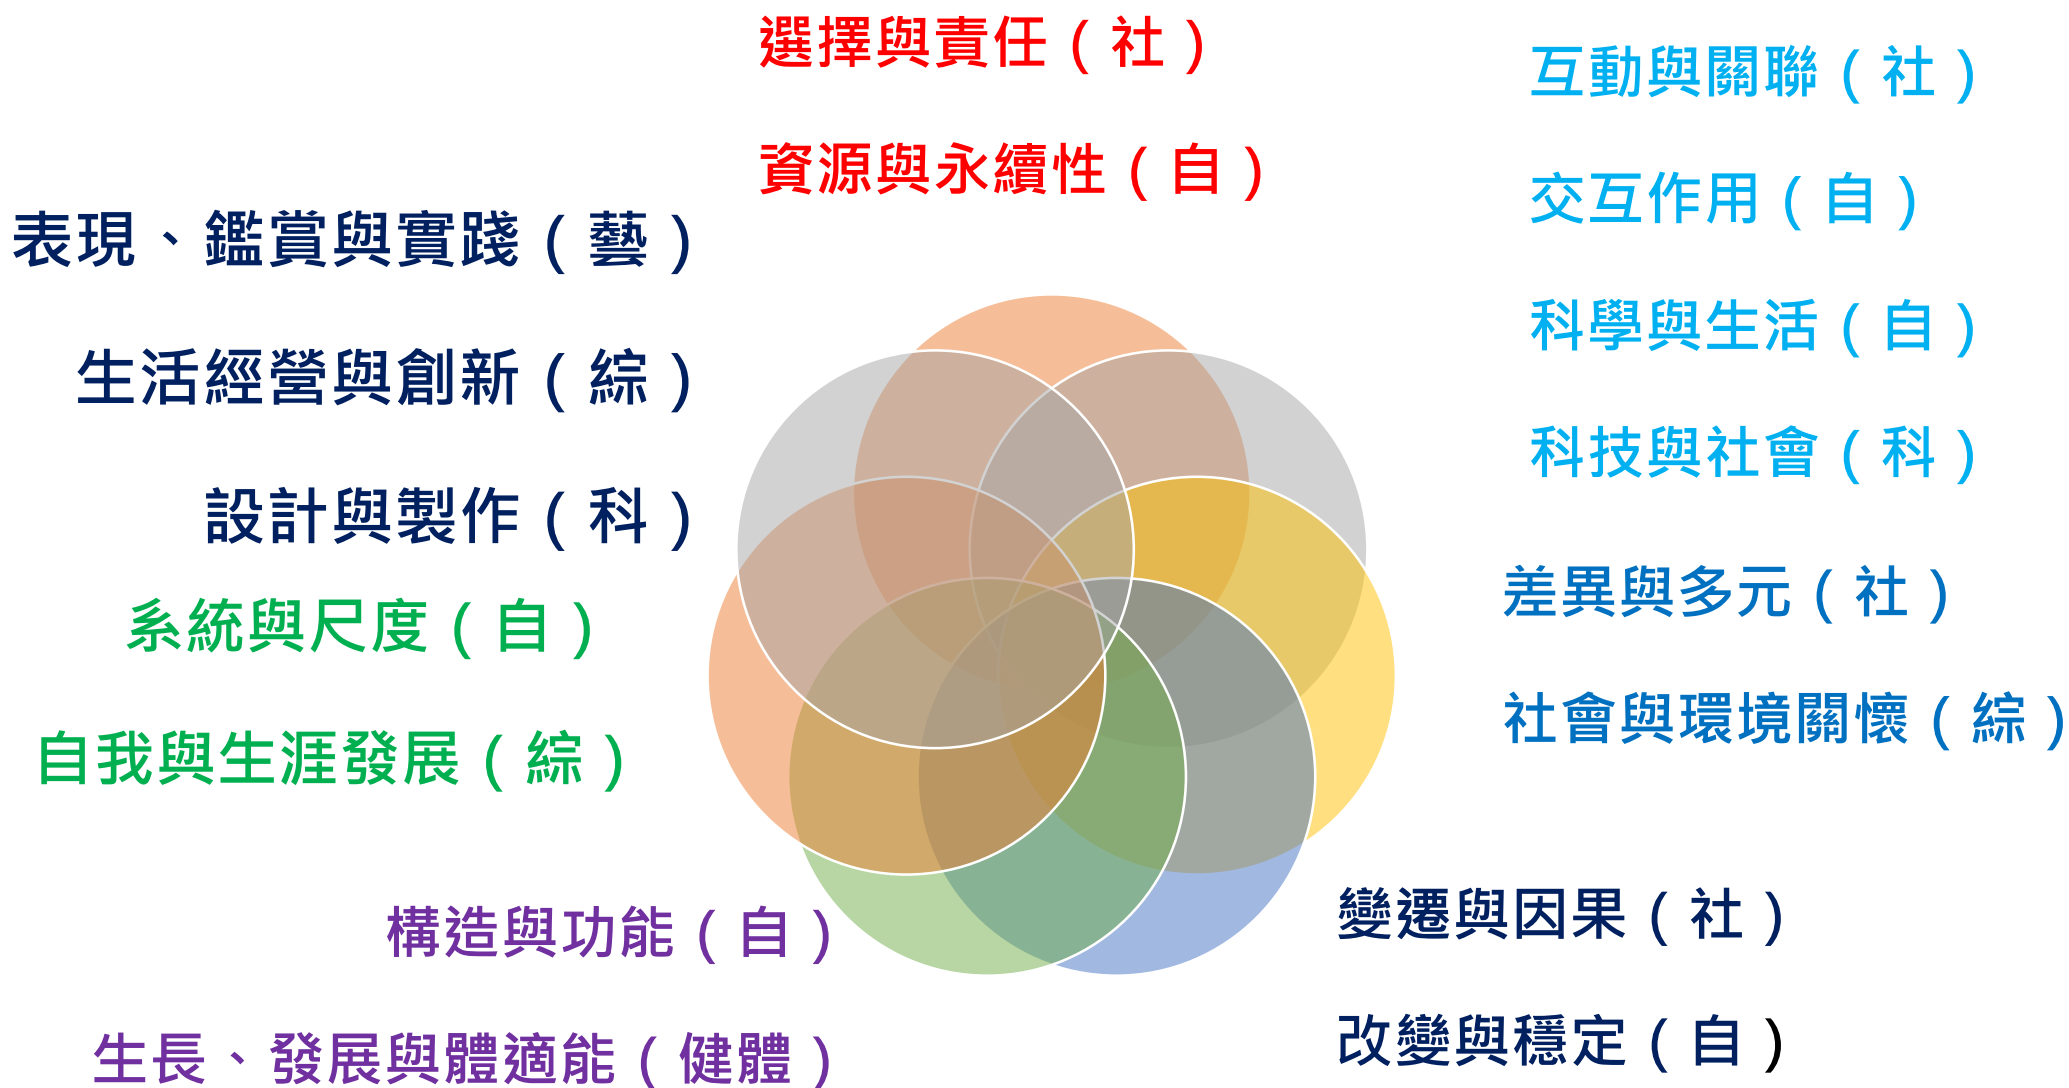 選擇與責任（社）
資源與永續性（自）
互動與關聯（社）
交互作用（自）
科學與生活（自）
科技與社會（科）
差異與多元（社）
社會與環境關懷（綜）
變遷與因果（社）
改變與穩定（自）
構造與功能（自）
生長、發展與體適能（健體）
系統與尺度（自）
自我與生涯發展（綜）
表現、鑑賞與實踐（藝）
生活經營與創新（綜）
設計與製作（科）